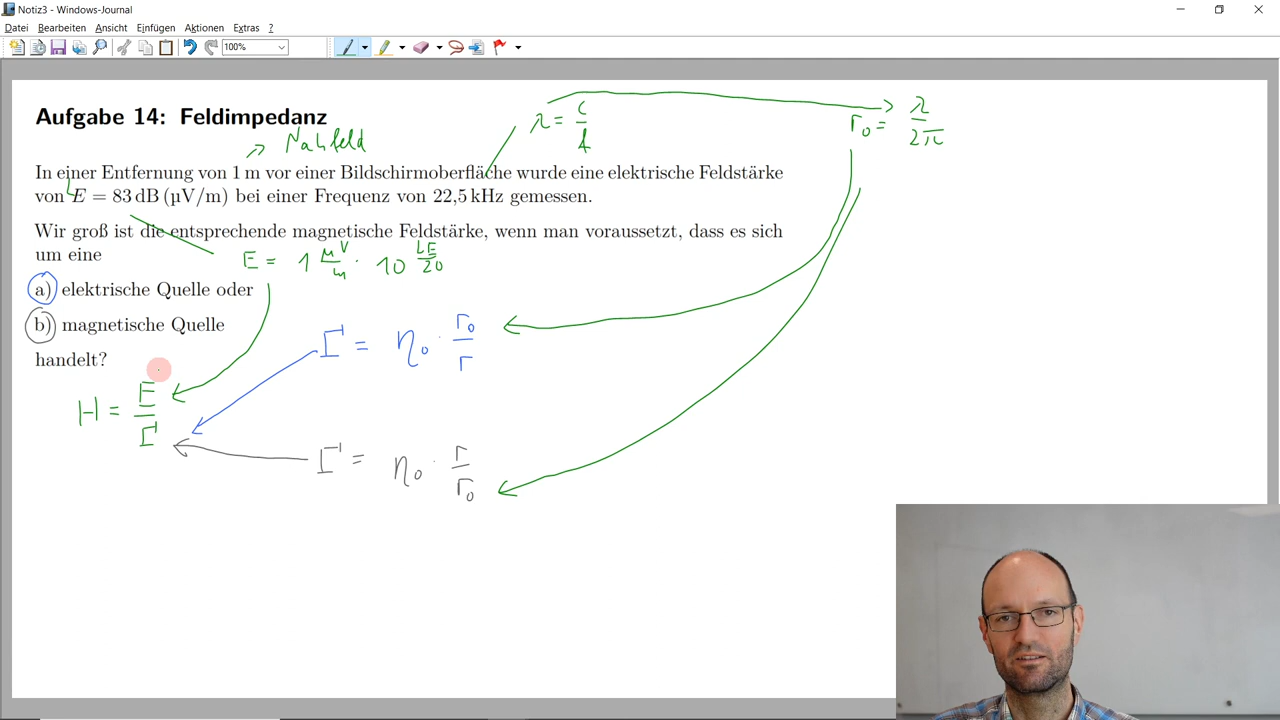 Notiz3 - Windows-Journal
Datei Bearbeiten Ansicht Einfügen Aktionen Extras ?
100%
Aufgabe 14: Feldimpedanz
Nahfeld
λ = c/f
r₀ = λ/2π
In einer Entfernung von 1 m vor einer Bildschirmoberfläche wurde eine elektrische Feldstärke
von LE = 83 dB (µV/m) bei einer Frequenz von 22,5 kHz gemessen.
Wir groß ist die entsprechende magnetische Feldstärke, wenn man voraussetzt, dass es sich
um eine
E = 1 µV/m · 10^(LE/20)
a) elektrische Quelle oder
b) magnetische Quelle
Γ = η₀ · r₀/r
handelt?
H = E/Γ
Γ = η₀ · r/r₀